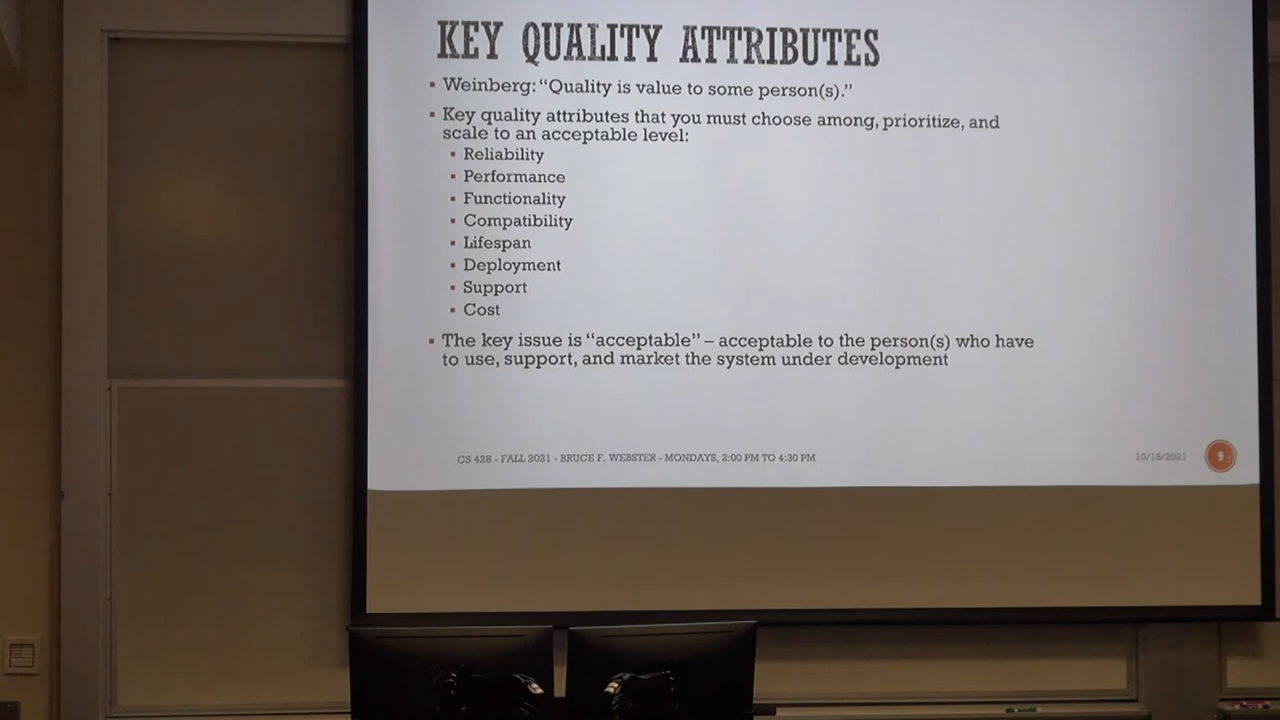 KEY QUALITY ATTRIBUTES
▪ Weinberg: “Quality is value to some person(s).”
▪ Key quality attributes that you must choose among, prioritize, and
scale to an acceptable level:
▪ Reliability
▪ Performance
▪ Functionality
▪ Compatibility
▪ Lifespan
▪ Deployment
▪ Support
▪ Cost
▪ The key issue is “acceptable” – acceptable to the person(s) who have
to use, support, and market the system under development
CS 428 - FALL 2021 - BRUCE F. WEBSTER - MONDAYS, 2:00 PM TO 4:30 PM
10/18/2021
9